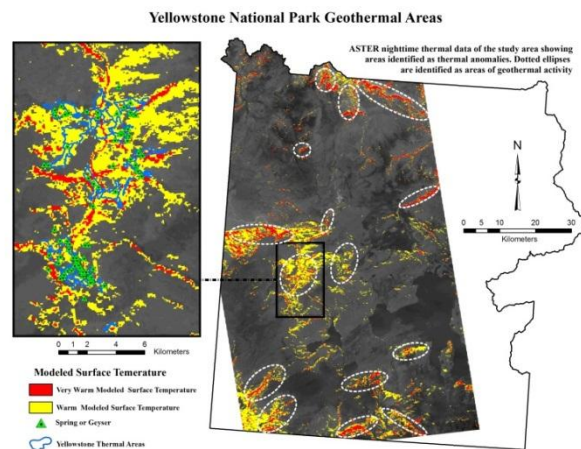 Yellowstone National Park Geothermal Areas
ASTER nighttime thermal data of the study area showing
areas identified as thermal anomalies. Dotted ellipses
are identified as areas of geothermal activity
N
0 5 10 20 30
Kilometers
0 1 2 4 6
Kilometers
Modeled Surface Temerature
Very Warm Modeled Surface Temperature
Warm Modeled Surface Temperature
Spring or Geyser
Yellowstone Thermal Areas